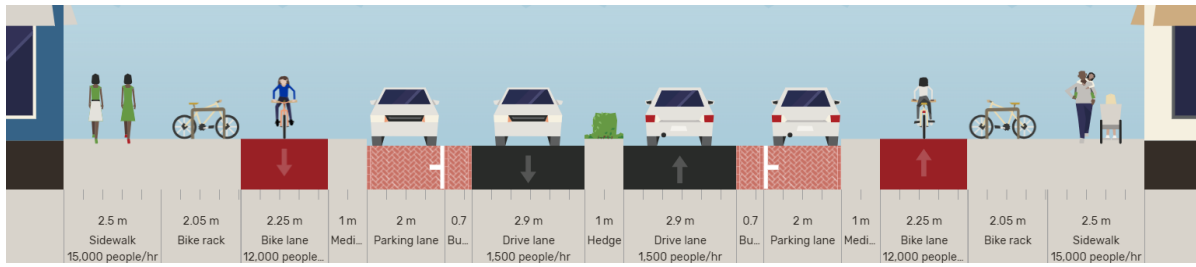 2.5 m
Sidewalk
15,000 people/hr
2.05 m
Bike rack
2.25 m
Bike lane
12,000 people...
1 m
Medi...
2 m
Parking lane
0.7
Bu...
2.9 m
Drive lane
1,500 people/hr
1 m
Hedge
2.9 m
Drive lane
1,500 people/hr
0.7
Bu...
2 m
Parking lane
1 m
Medi...
2.25 m
Bike lane
12,000 people...
2.05 m
Bike rack
2.5 m
Sidewalk
15,000 people/hr